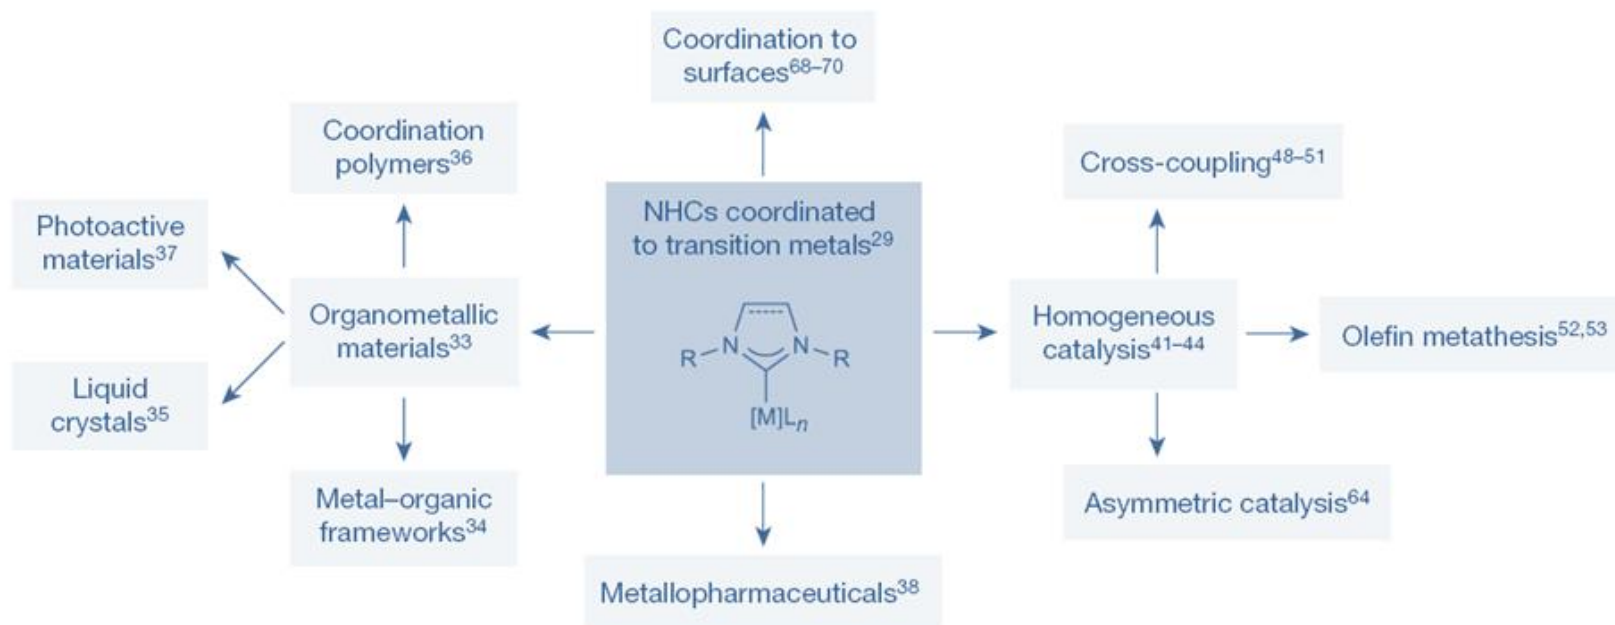 Coordination to
surfaces68–70
Coordination
polymers36
Cross-coupling48–51
Photoactive
materials37
NHCs coordinated
to transition metals29
Organometallic
materials33
Homogeneous
catalysis41–44
Olefin metathesis52,53
R N N R
[M]Ln
Liquid
crystals35
Metal–organic
frameworks34
Asymmetric catalysis64
Metallopharmaceuticals38